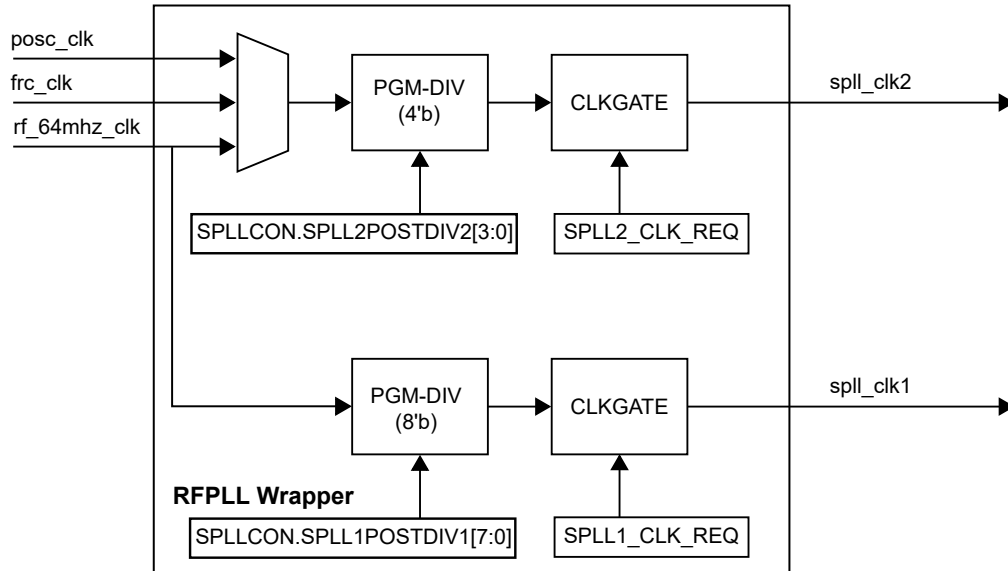 posc_clk
frc_clk
rf_64mhz_clk
PGM-DIV
(4'b)
CLKGATE
spll_clk2
SPLLCON.SPLL2POSTDIV2[3:0]
SPLL2_CLK_REQ
PGM-DIV
(8'b)
CLKGATE
spll_clk1
RFPLL Wrapper
SPLLCON.SPLL1POSTDIV1[7:0]
SPLL1_CLK_REQ